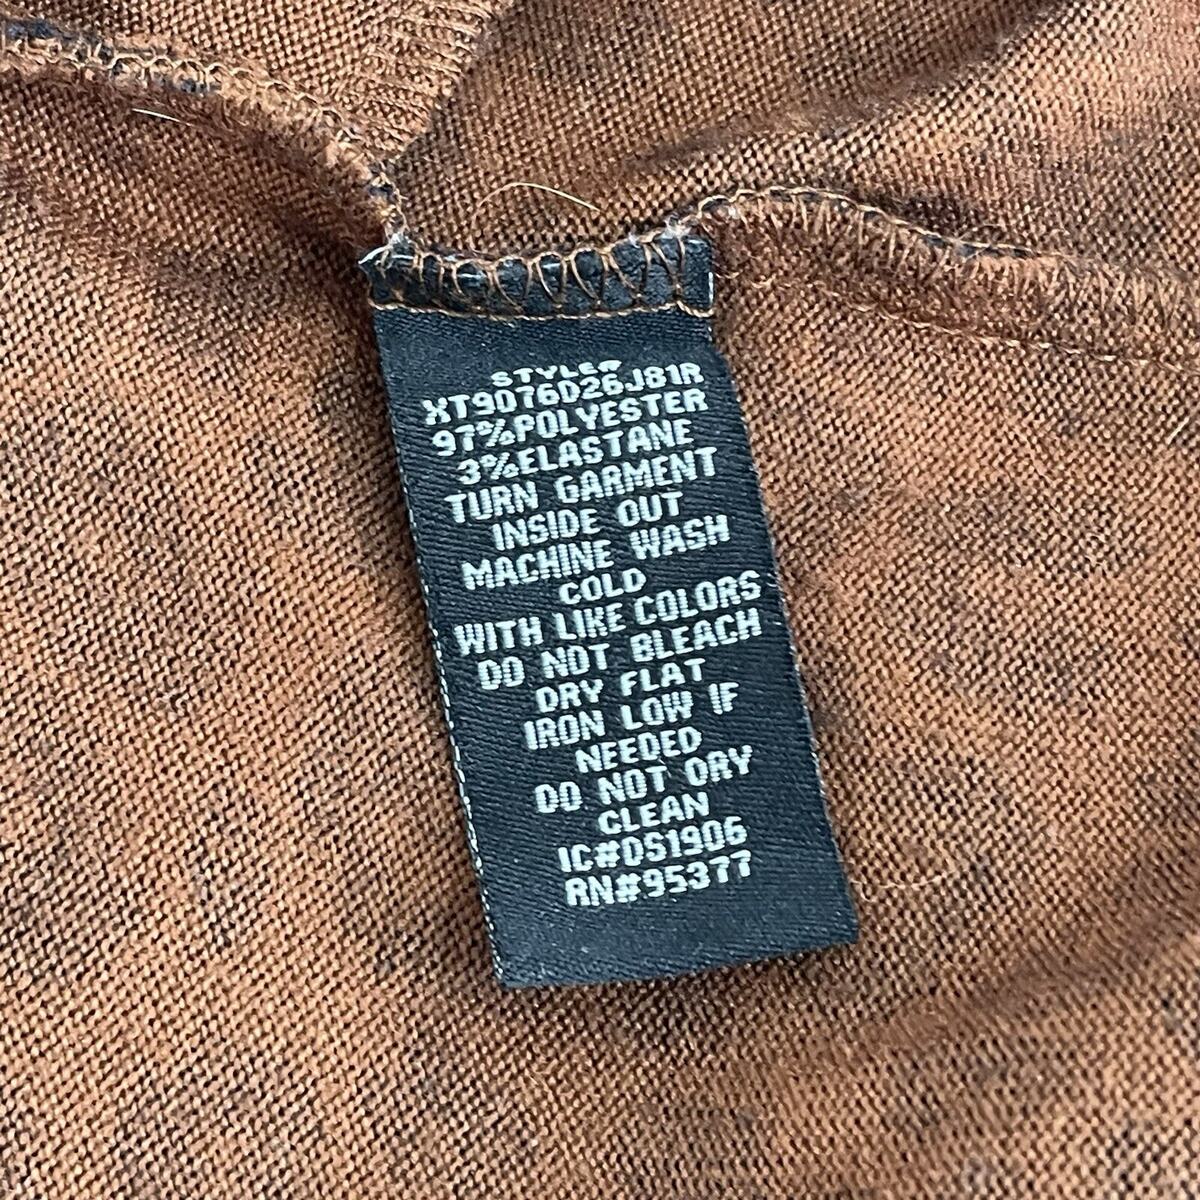 STYLE#
XT9076D26J81R
97%POLYESTER
3%ELASTANE
TURN GARMENT
INSIDE OUT
MACHINE WASH
COLD
WITH LIKE COLORS
DO NOT BLEACH
DRY FLAT
IRON LOW IF
NEEDED
DO NOT DRY
CLEAN
IC#DS1906
RN#95377